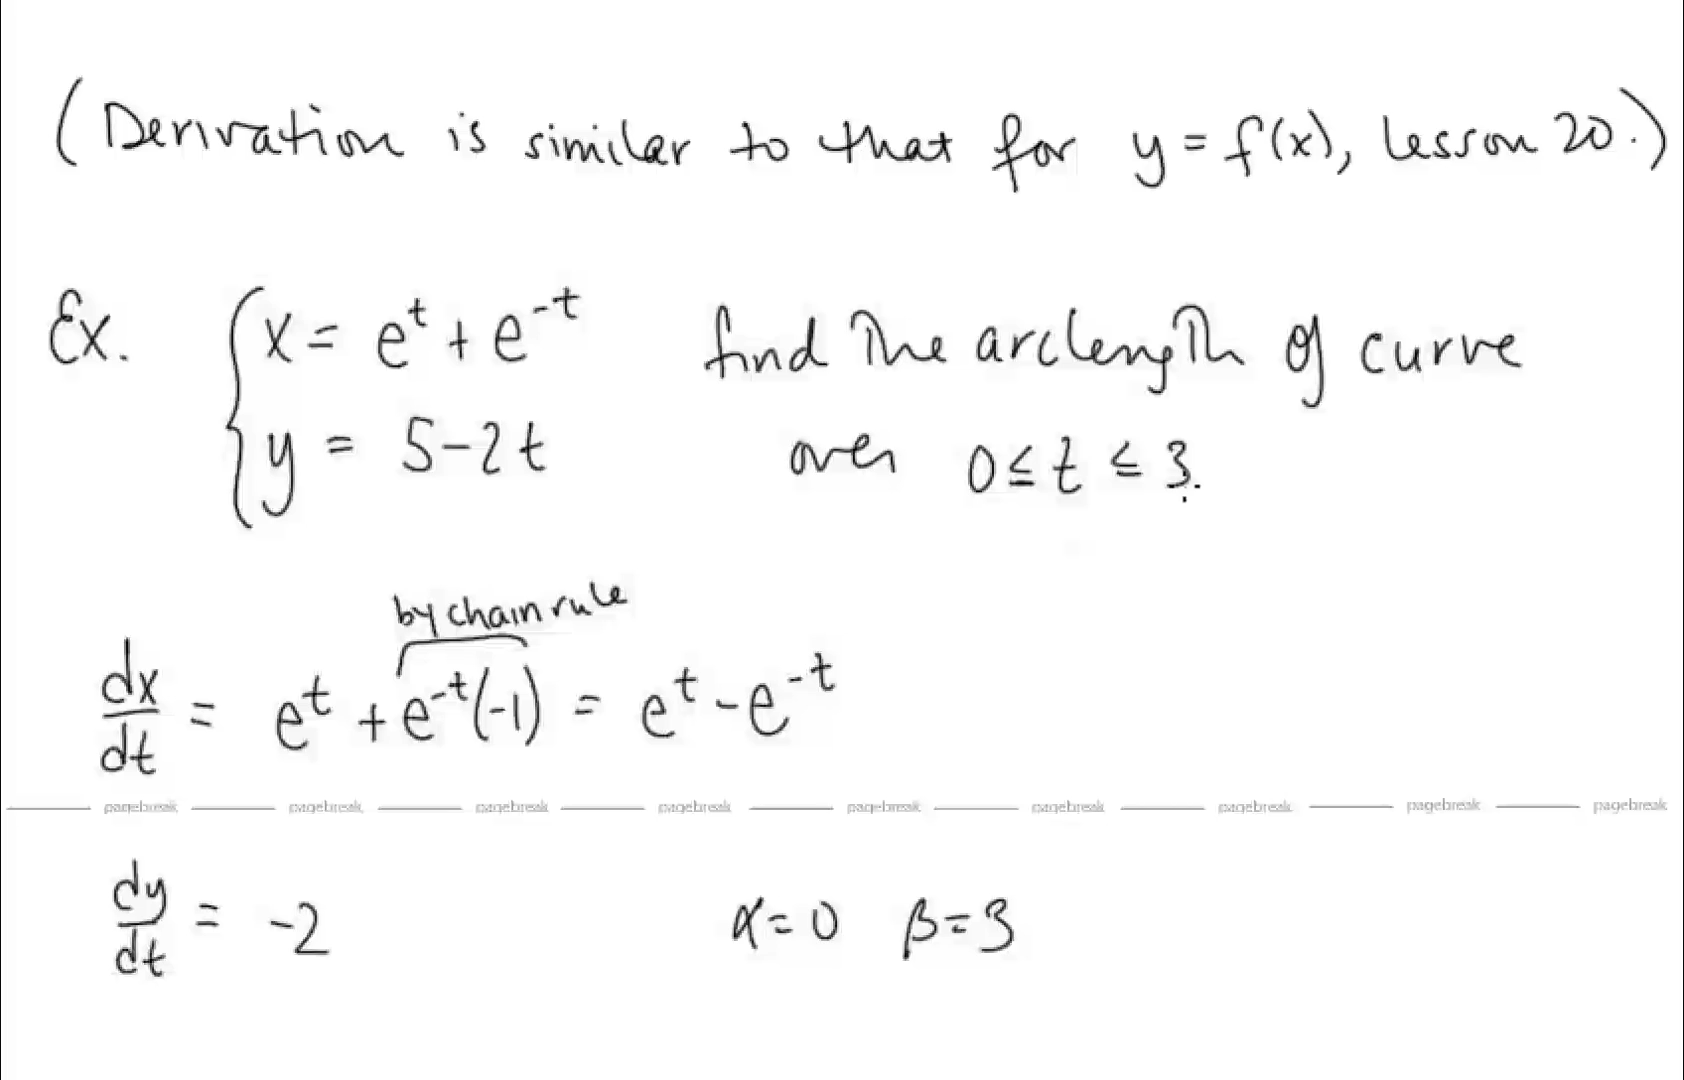 (Derivation is similar to that for y = f(x), lesson 20.)
Ex. { x = e^t + e^-t find the arclength of curve
y = 5-2t over 0 ≤ t ≤ 3.
by chain rule
dx/dt = e^t + e^-t(-1) = e^t - e^-t
pagebreak pagebreak pagebreak pagebreak pagebreak pagebreak pagebreak pagebreak pagebreak
dy/dt = -2 α=0 β=3